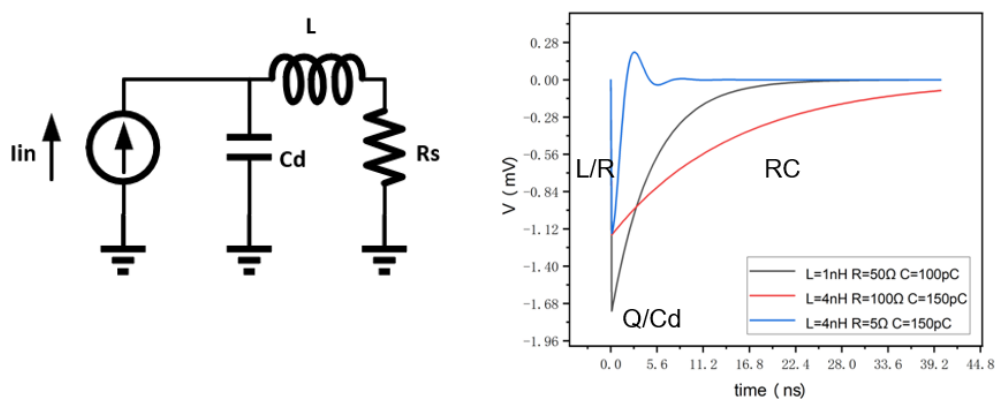 L
Iin
Cd
Rs
0.28
0.00
-0.28
-0.56
-0.84
-1.12
-1.40
-1.68
-1.96
V (mV)
L/R
RC
Q/Cd
L=1nH R=50Ω C=100pC
L=4nH R=100Ω C=150pC
L=4nH R=5Ω C=150pC
0.0 5.6 11.2 16.8 22.4 28.0 33.6 39.2 44.8
time (ns)